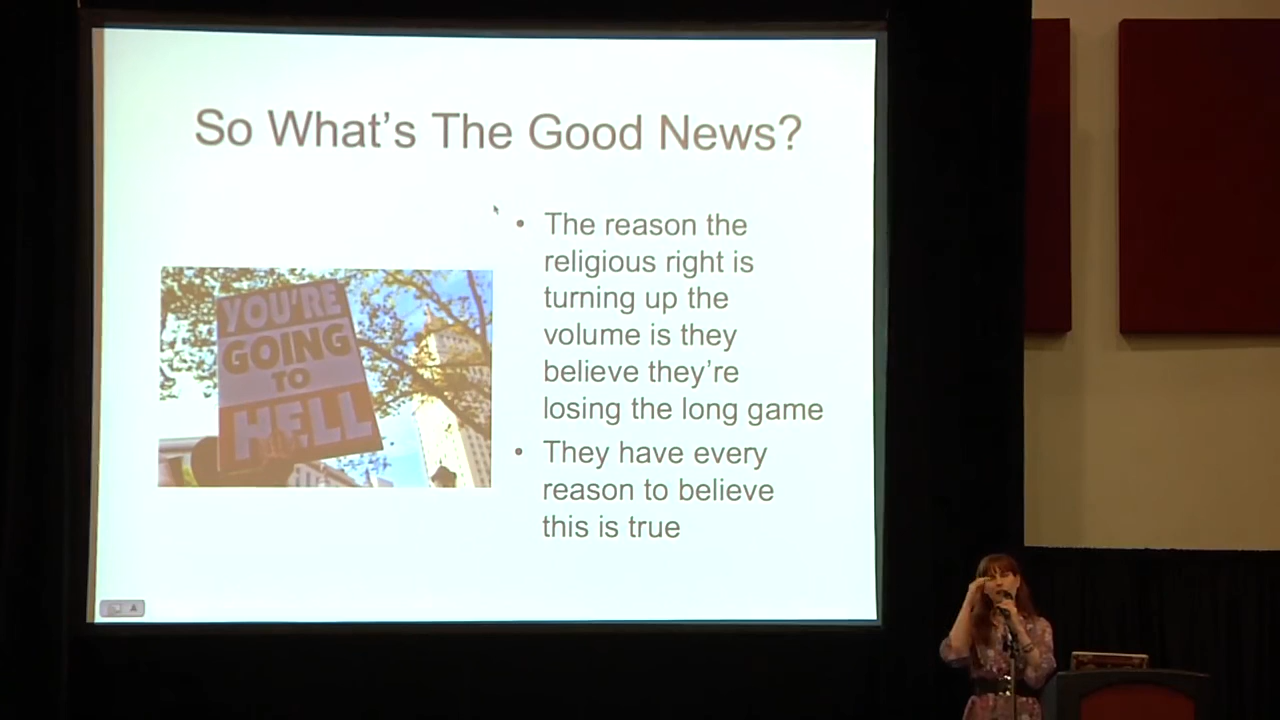 So What's The Good News?
YOU'RE
GOING
TO
HELL
• The reason the
religious right is
turning up the
volume is they
believe they're
losing the long game
• They have every
reason to believe
this is true